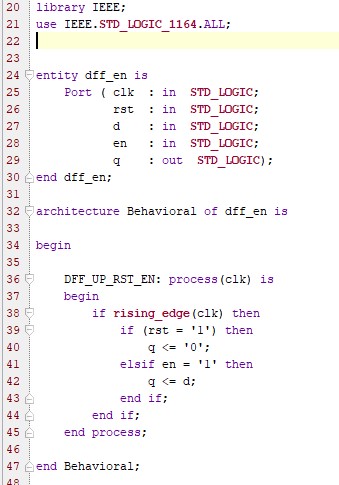 20 library IEEE;
21 use IEEE.STD_LOGIC_1164.ALL;
22
23
24 entity dff_en is
25     Port ( clk  : in  STD_LOGIC;
26            rst  : in  STD_LOGIC;
27            d    : in  STD_LOGIC;
28            en   : in  STD_LOGIC;
29            q    : out  STD_LOGIC);
30 end dff_en;
31
32 architecture Behavioral of dff_en is
33
34 begin
35
36     DFF_UP_RST_EN: process(clk) is
37     begin
38         if rising_edge(clk) then
39             if (rst = '1') then
40                 q <= '0';
41             elsif en = '1' then
42                 q <= d;
43             end if;
44         end if;
45     end process;
46
47 end Behavioral;
48